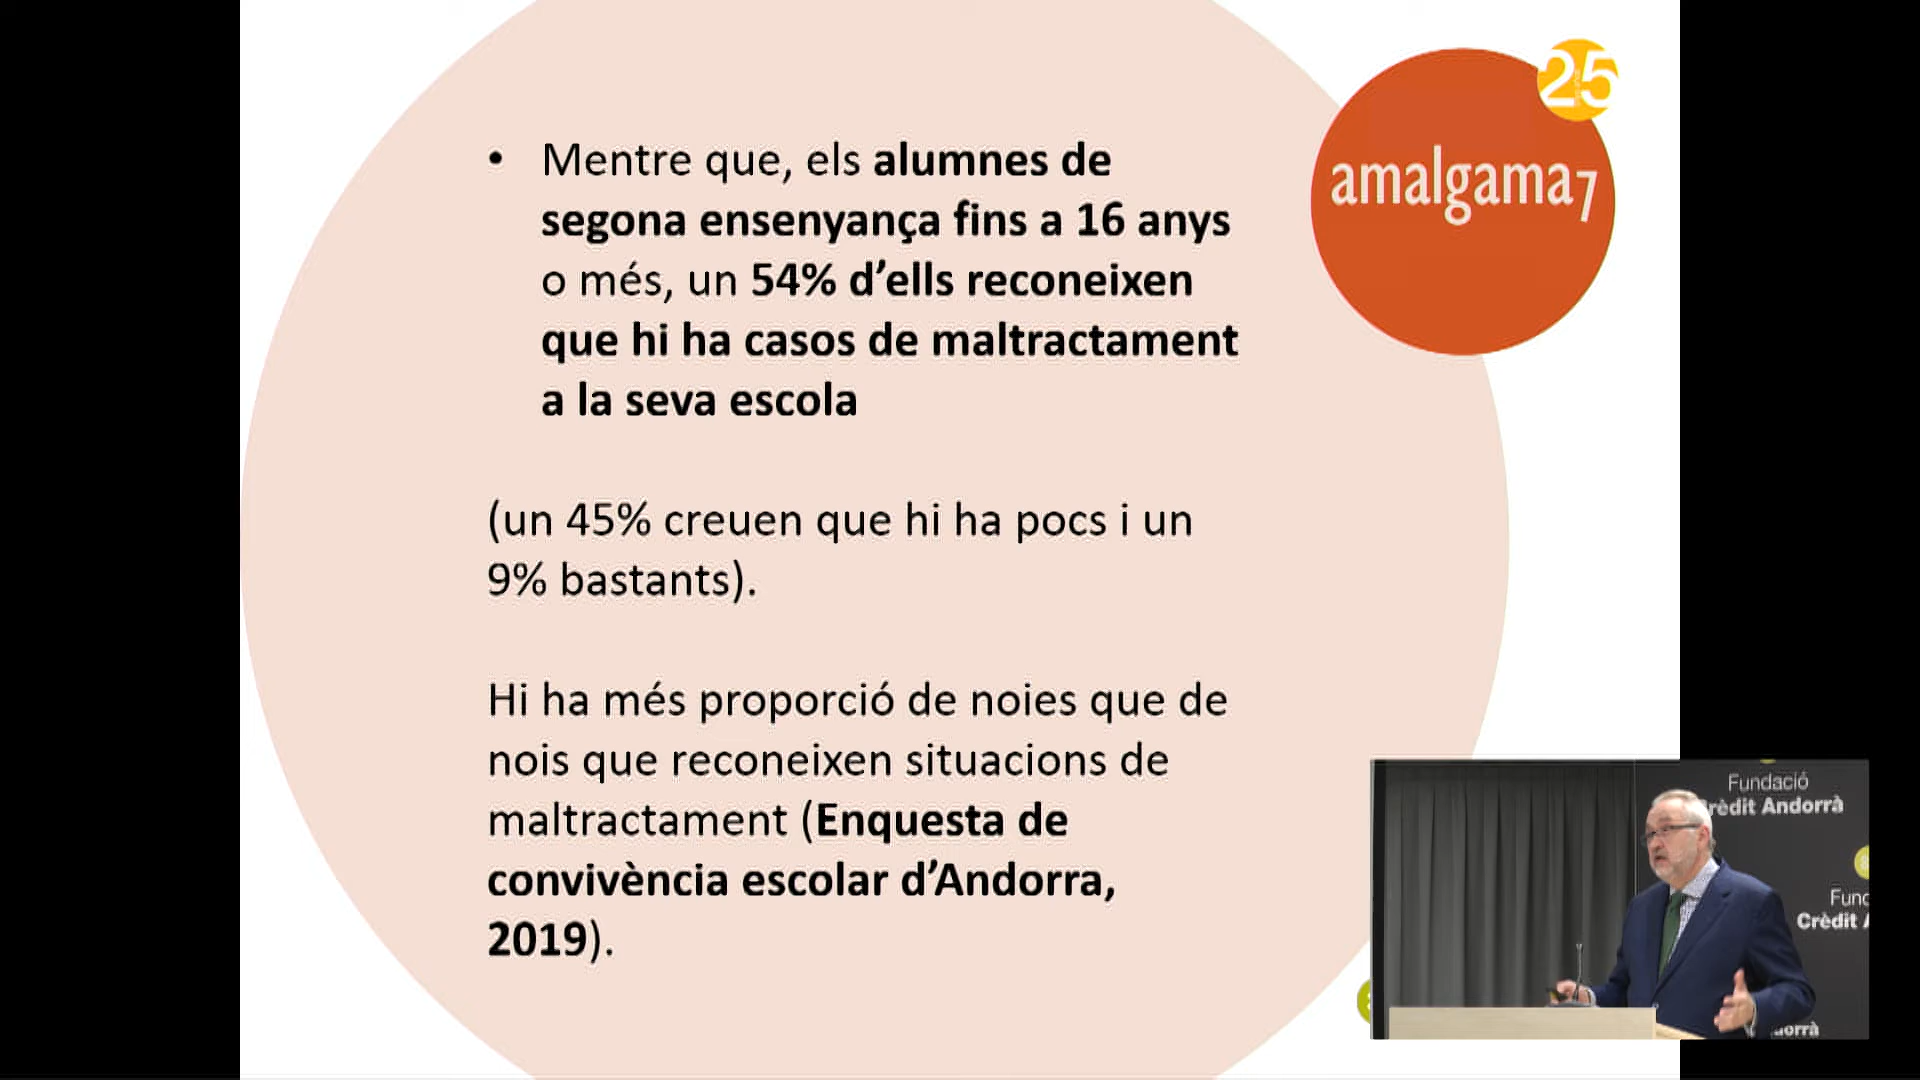 25
amalgama7
• Mentre que, els alumnes de
segona ensenyança fins a 16 anys
o més, un 54% d’ells reconeixen
que hi ha casos de maltractament
a la seva escola
(un 45% creuen que hi ha pocs i un
9% bastants).
Hi ha més proporció de noies que de
nois que reconeixen situacions de
maltractament (Enquesta de
convivència escolar d’Andorra,
2019).
Fundació
rèdit Andorrà
Func
Crèdit
orrà